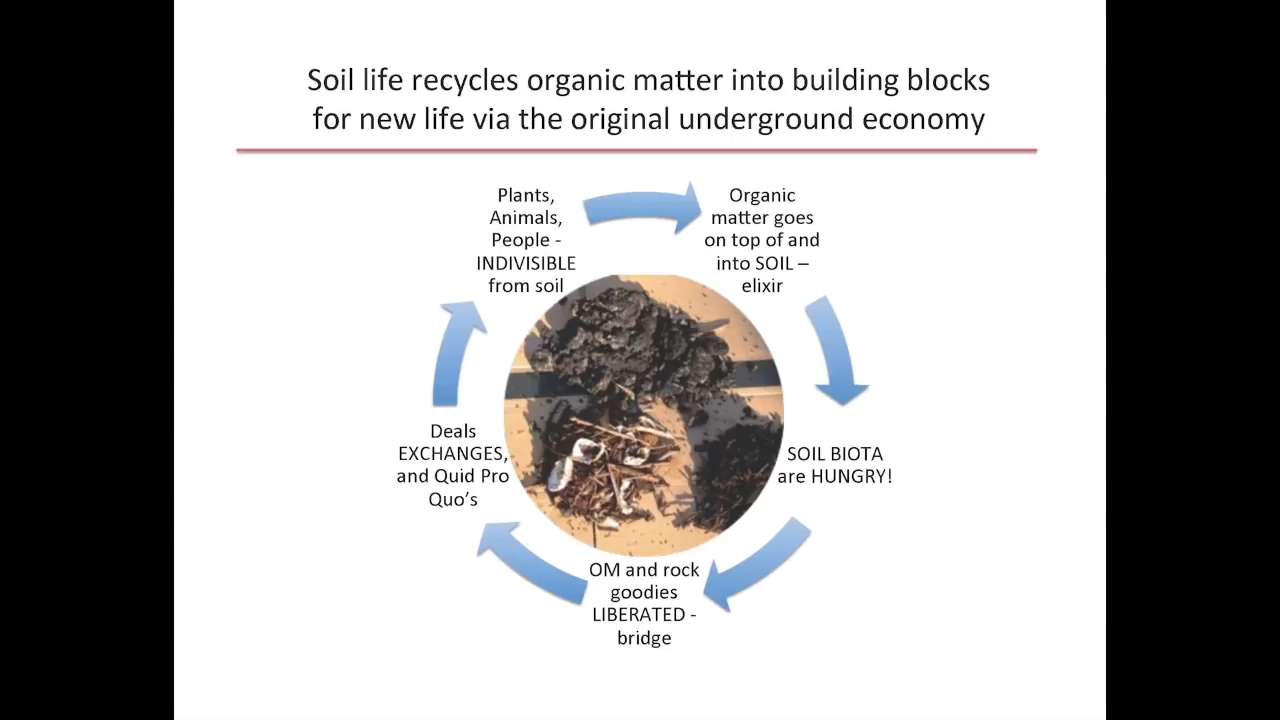 Soil life recycles organic matter into building blocks
for new life via the original underground economy
Plants,
Animals,
People -
INDIVISIBLE
from soil
Organic
matter goes
on top of and
into SOIL –
elixir
SOIL BIOTA
are HUNGRY!
OM and rock
goodies
LIBERATED -
bridge
Deals
EXCHANGES,
and Quid Pro
Quo’s